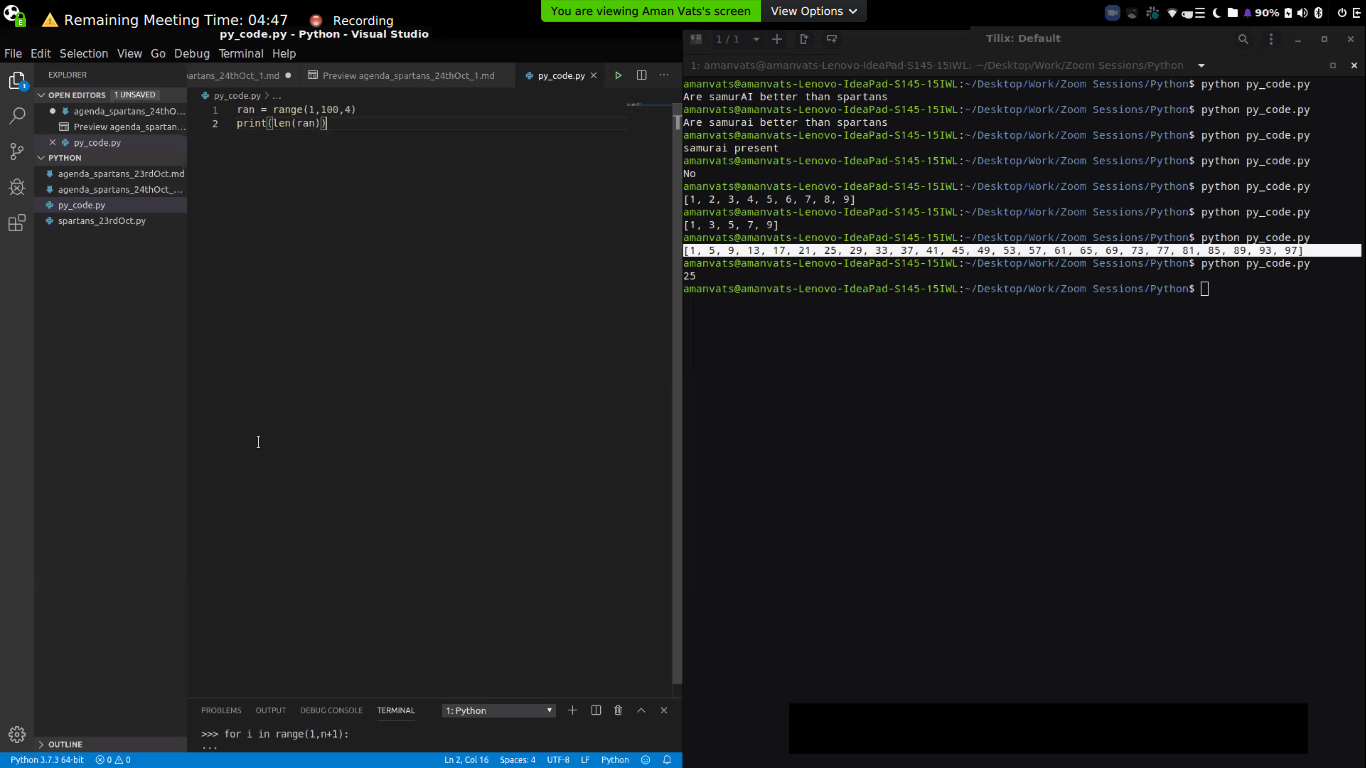 Remaining Meeting Time: 04:47 Recording
You are viewing Aman Vats's screen View Options
90%
py_code.py - Python - Visual Studio
File Edit Selection View Go Debug Terminal Help
EXPLORER
OPEN EDITORS 1 UNSAVED
agenda_spartans_24thO...
Preview agenda_spartan...
py_code.py
PYTHON
agenda_spartans_23rdOct.md
agenda_spartans_24thOct_...
py_code.py
spartans_23rdOct.py
OUTLINE
artans_24thOct_1.md Preview agenda_spartans_24thOct_1.md py_code.py
py_code.py > ...
1 ran = range(1,100,4)
2 print(len(ran))
PROBLEMS OUTPUT DEBUG CONSOLE TERMINAL 1: Python
>>> for i in range(1,n+1):
...
Python 3.7.3 64-bit 0 0 Ln 2, Col 16 Spaces: 4 UTF-8 LF Python
1 / 1 Tilix: Default
1: amanvats@amanvats-Lenovo-IdeaPad-S145-15IWL: ~/Desktop/Work/Zoom Sessions/Python
amanvats@amanvats-Lenovo-IdeaPad-S145-15IWL:~/Desktop/Work/Zoom Sessions/Python$ python py_code.py
Are samurAI better than spartans
amanvats@amanvats-Lenovo-IdeaPad-S145-15IWL:~/Desktop/Work/Zoom Sessions/Python$ python py_code.py
Are samurai better than spartans
amanvats@amanvats-Lenovo-IdeaPad-S145-15IWL:~/Desktop/Work/Zoom Sessions/Python$ python py_code.py
samurai present
amanvats@amanvats-Lenovo-IdeaPad-S145-15IWL:~/Desktop/Work/Zoom Sessions/Python$ python py_code.py
No
amanvats@amanvats-Lenovo-IdeaPad-S145-15IWL:~/Desktop/Work/Zoom Sessions/Python$ python py_code.py
[1, 2, 3, 4, 5, 6, 7, 8, 9]
amanvats@amanvats-Lenovo-IdeaPad-S145-15IWL:~/Desktop/Work/Zoom Sessions/Python$ python py_code.py
[1, 3, 5, 7, 9]
amanvats@amanvats-Lenovo-IdeaPad-S145-15IWL:~/Desktop/Work/Zoom Sessions/Python$ python py_code.py
[1, 5, 9, 13, 17, 21, 25, 29, 33, 37, 41, 45, 49, 53, 57, 61, 65, 69, 73, 77, 81, 85, 89, 93, 97]
amanvats@amanvats-Lenovo-IdeaPad-S145-15IWL:~/Desktop/Work/Zoom Sessions/Python$ python py_code.py
25
amanvats@amanvats-Lenovo-IdeaPad-S145-15IWL:~/Desktop/Work/Zoom Sessions/Python$